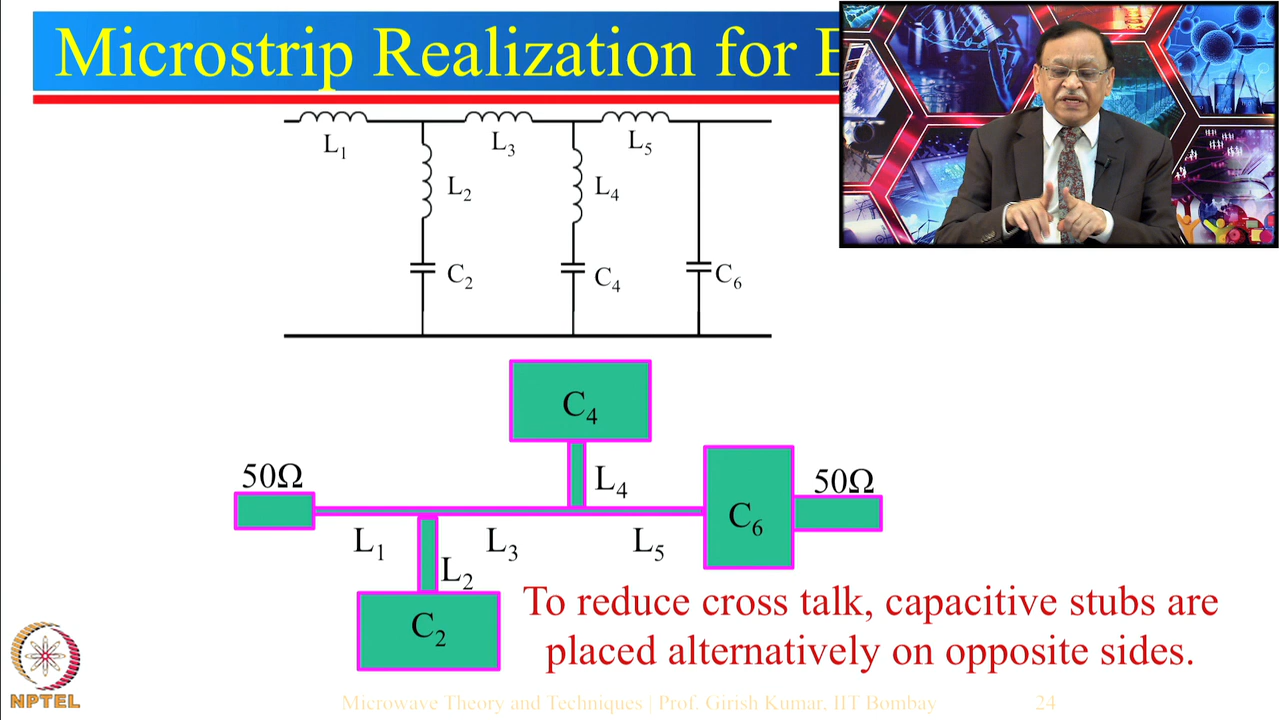 Microstrip Realization for
L1
L3
L5
L2
L4
C2
C4
C6
C4
50Ω
L4
50Ω
C6
L1
L3
L5
L2
C2
To reduce cross talk, capacitive stubs are
placed alternatively on opposite sides.
NPTEL
Microwave Theory and Techniques | Prof. Girish Kumar, IIT Bombay
24